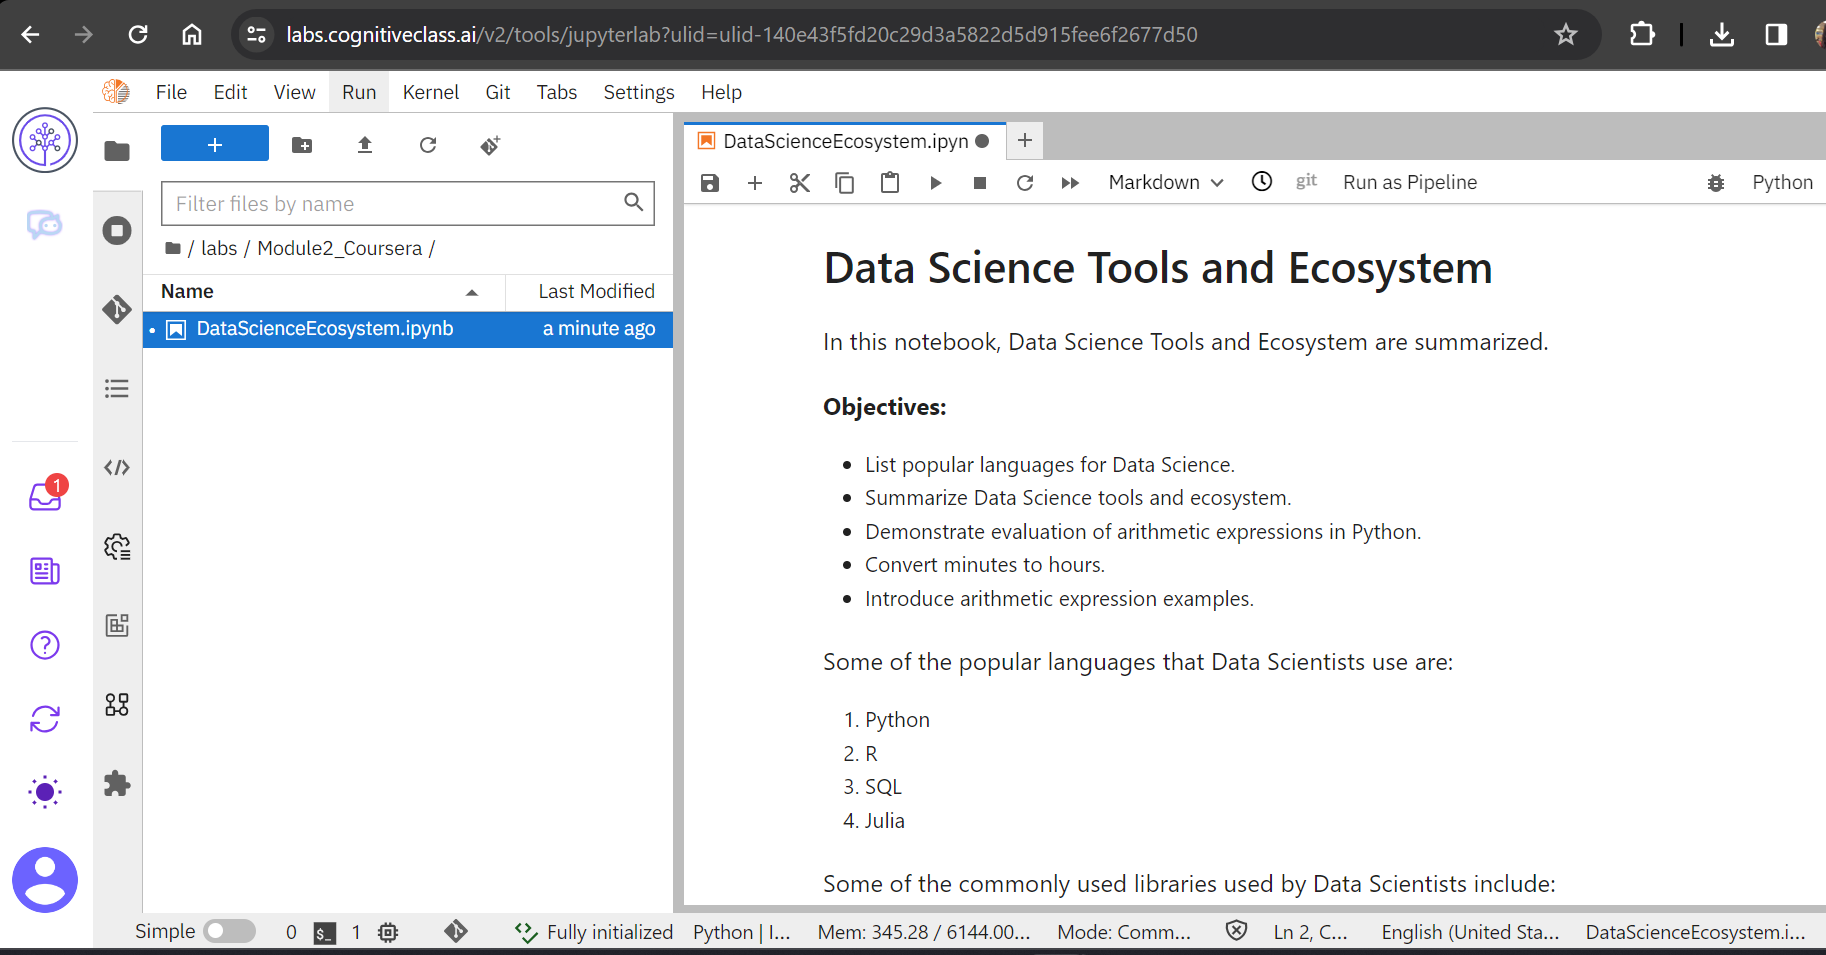 labs.cognitiveclass.ai/v2/tools/jupyterlab?ulid=ulid-140e43f5fd20c29d3a5822d5d915fee6f2677d50
File Edit View Run Kernel Git Tabs Settings Help
DataScienceEcosystem.ipyn
Markdown git Run as Pipeline Python
Filter files by name
/ labs / Module2_Coursera /
Name Last Modified
DataScienceEcosystem.ipynb a minute ago
Data Science Tools and Ecosystem
In this notebook, Data Science Tools and Ecosystem are summarized.
Objectives:
• List popular languages for Data Science.
• Summarize Data Science tools and ecosystem.
• Demonstrate evaluation of arithmetic expressions in Python.
• Convert minutes to hours.
• Introduce arithmetic expression examples.
Some of the popular languages that Data Scientists use are:
1. Python
2. R
3. SQL
4. Julia
Some of the commonly used libraries used by Data Scientists include:
1
Simple 0 $_ 1 Fully initialized Python | I... Mem: 345.28 / 6144.00... Mode: Comm... Ln 2, C... English (United Sta... DataScienceEcosystem.i...